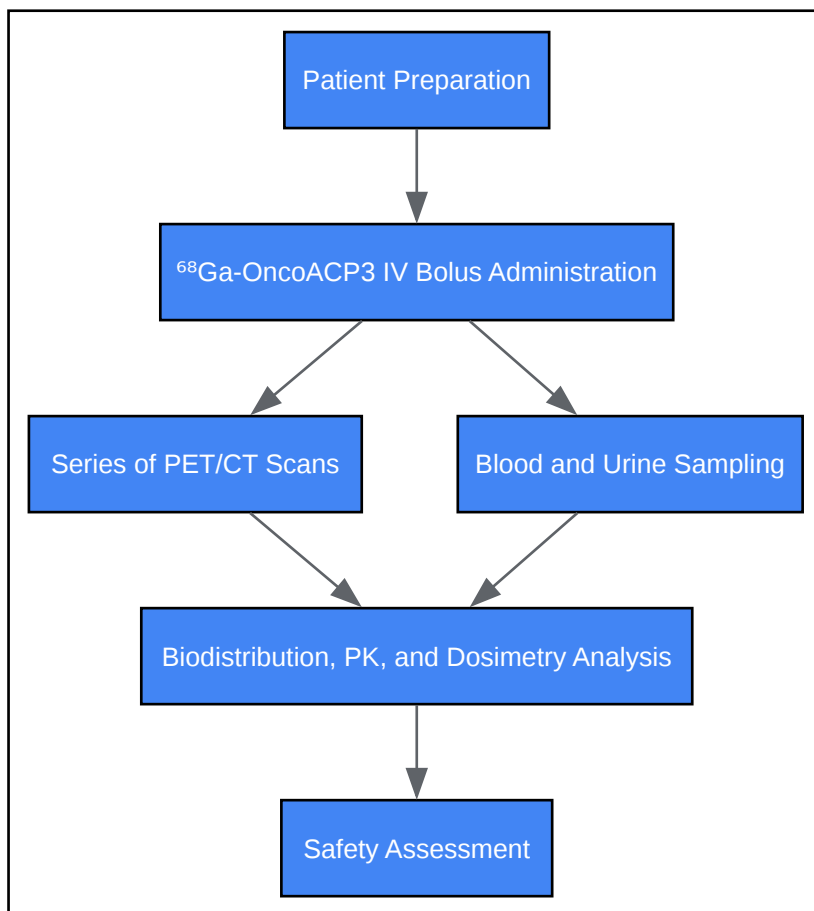 Patient Preparation
⁶⁸Ga-OncoACP3 IV Bolus Administration
Series of PET/CT Scans
Blood and Urine Sampling
Biodistribution, PK, and Dosimetry Analysis
Safety Assessment